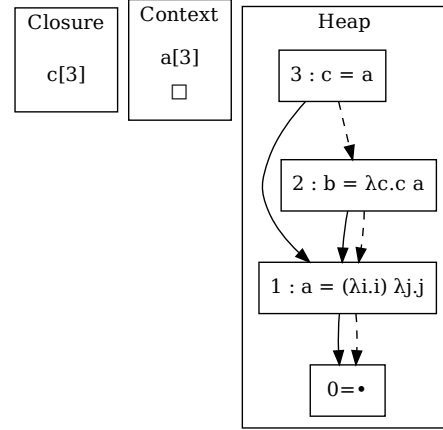 Closure
c[3]
Context
a[3]
□
Heap
3 : c = a
2 : b = λc.c a
1 : a = (λi.i) λj.j
0=•